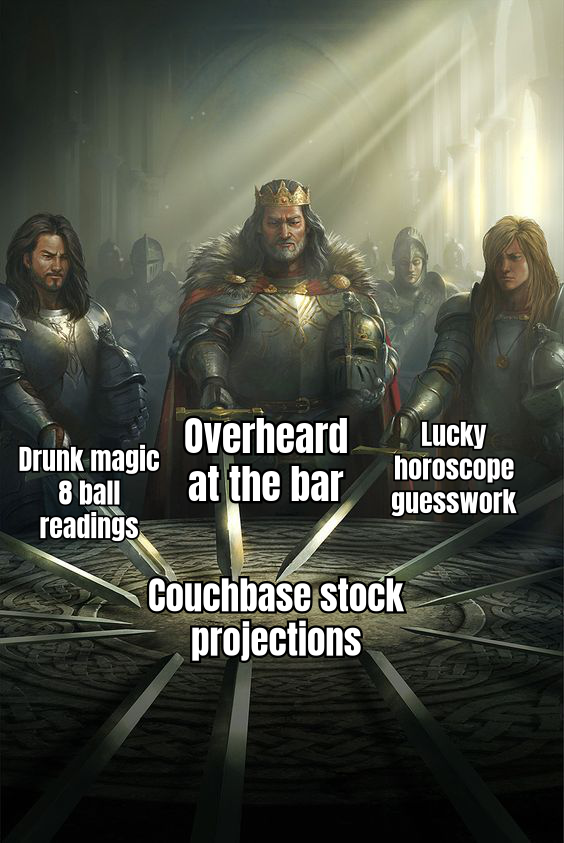 Overheard
at the bar
Drunk magic
8 ball
readings
Lucky
horoscope
guesswork
Couchbase stock
projections